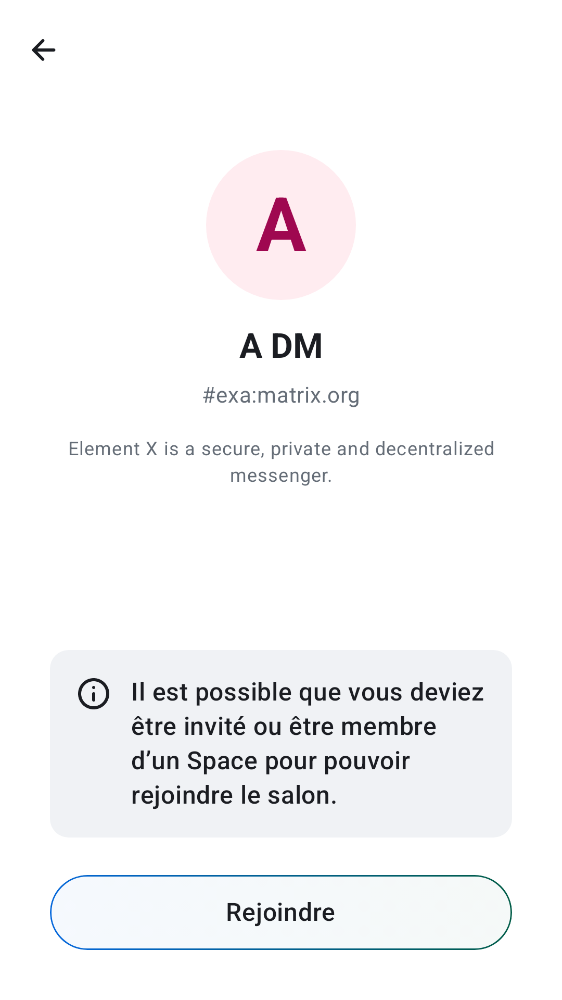 A
A DM
#exa:matrix.org
Element X is a secure, private and decentralized
messenger.
Il est possible que vous deviez
être invité ou être membre
d’un Space pour pouvoir
rejoindre le salon.
Rejoindre